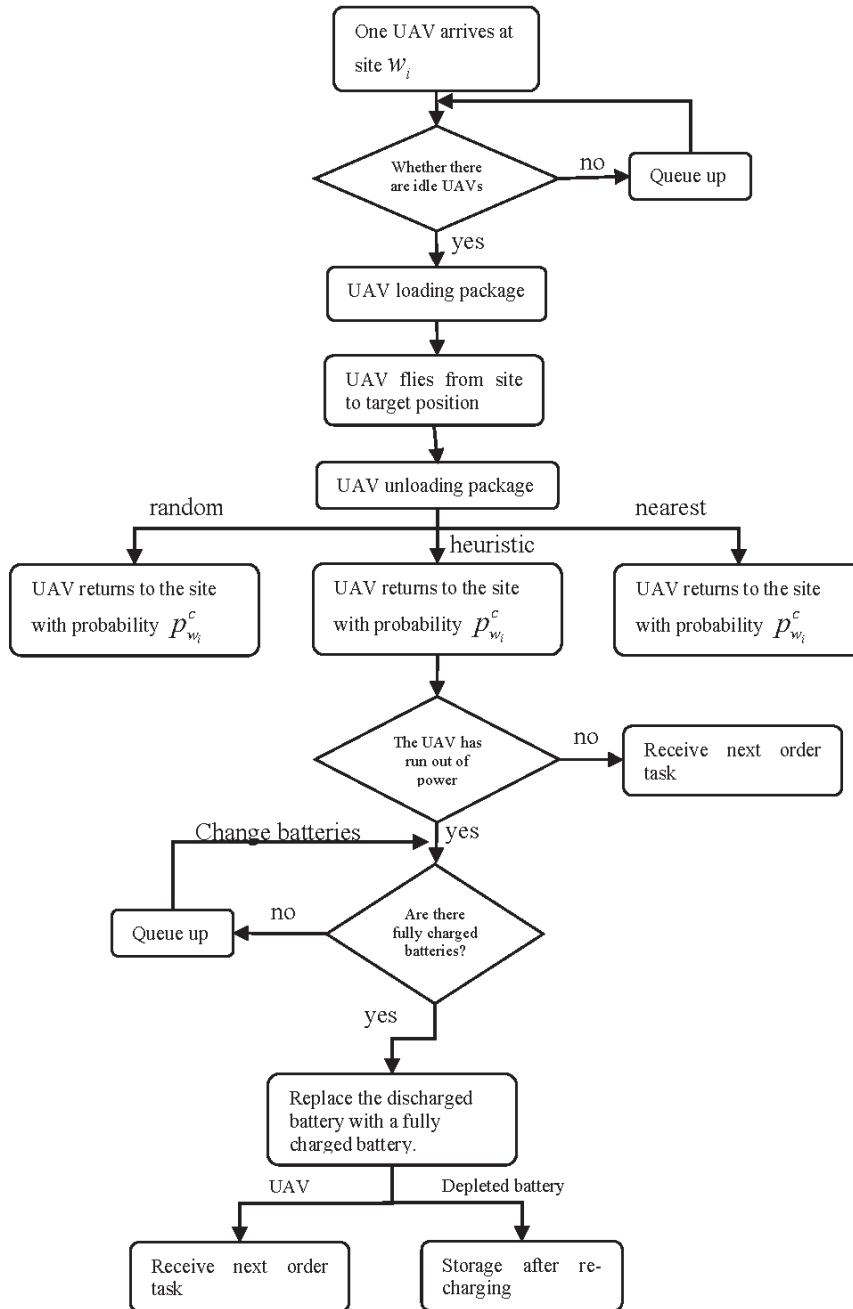 One UAV arrives at
site w_i
Whether there
are idle UAVs
no
Queue up
yes
UAV loading package
UAV flies from site
to target position
UAV unloading package
random
nearest
heuristic
UAV returns to the site
with probability p^c_{w_i}
UAV returns to the site
with probability p^c_{w_i}
UAV returns to the site
with probability p^c_{w_i}
The UAV has
run out of
power
no
Receive next order
task
yes
Change batteries
Are there
fully charged
batteries?
no
Queue up
yes
Replace the discharged
battery with a fully
charged battery.
UAV
Depleted battery
Receive next order
task
Storage after re-
charging